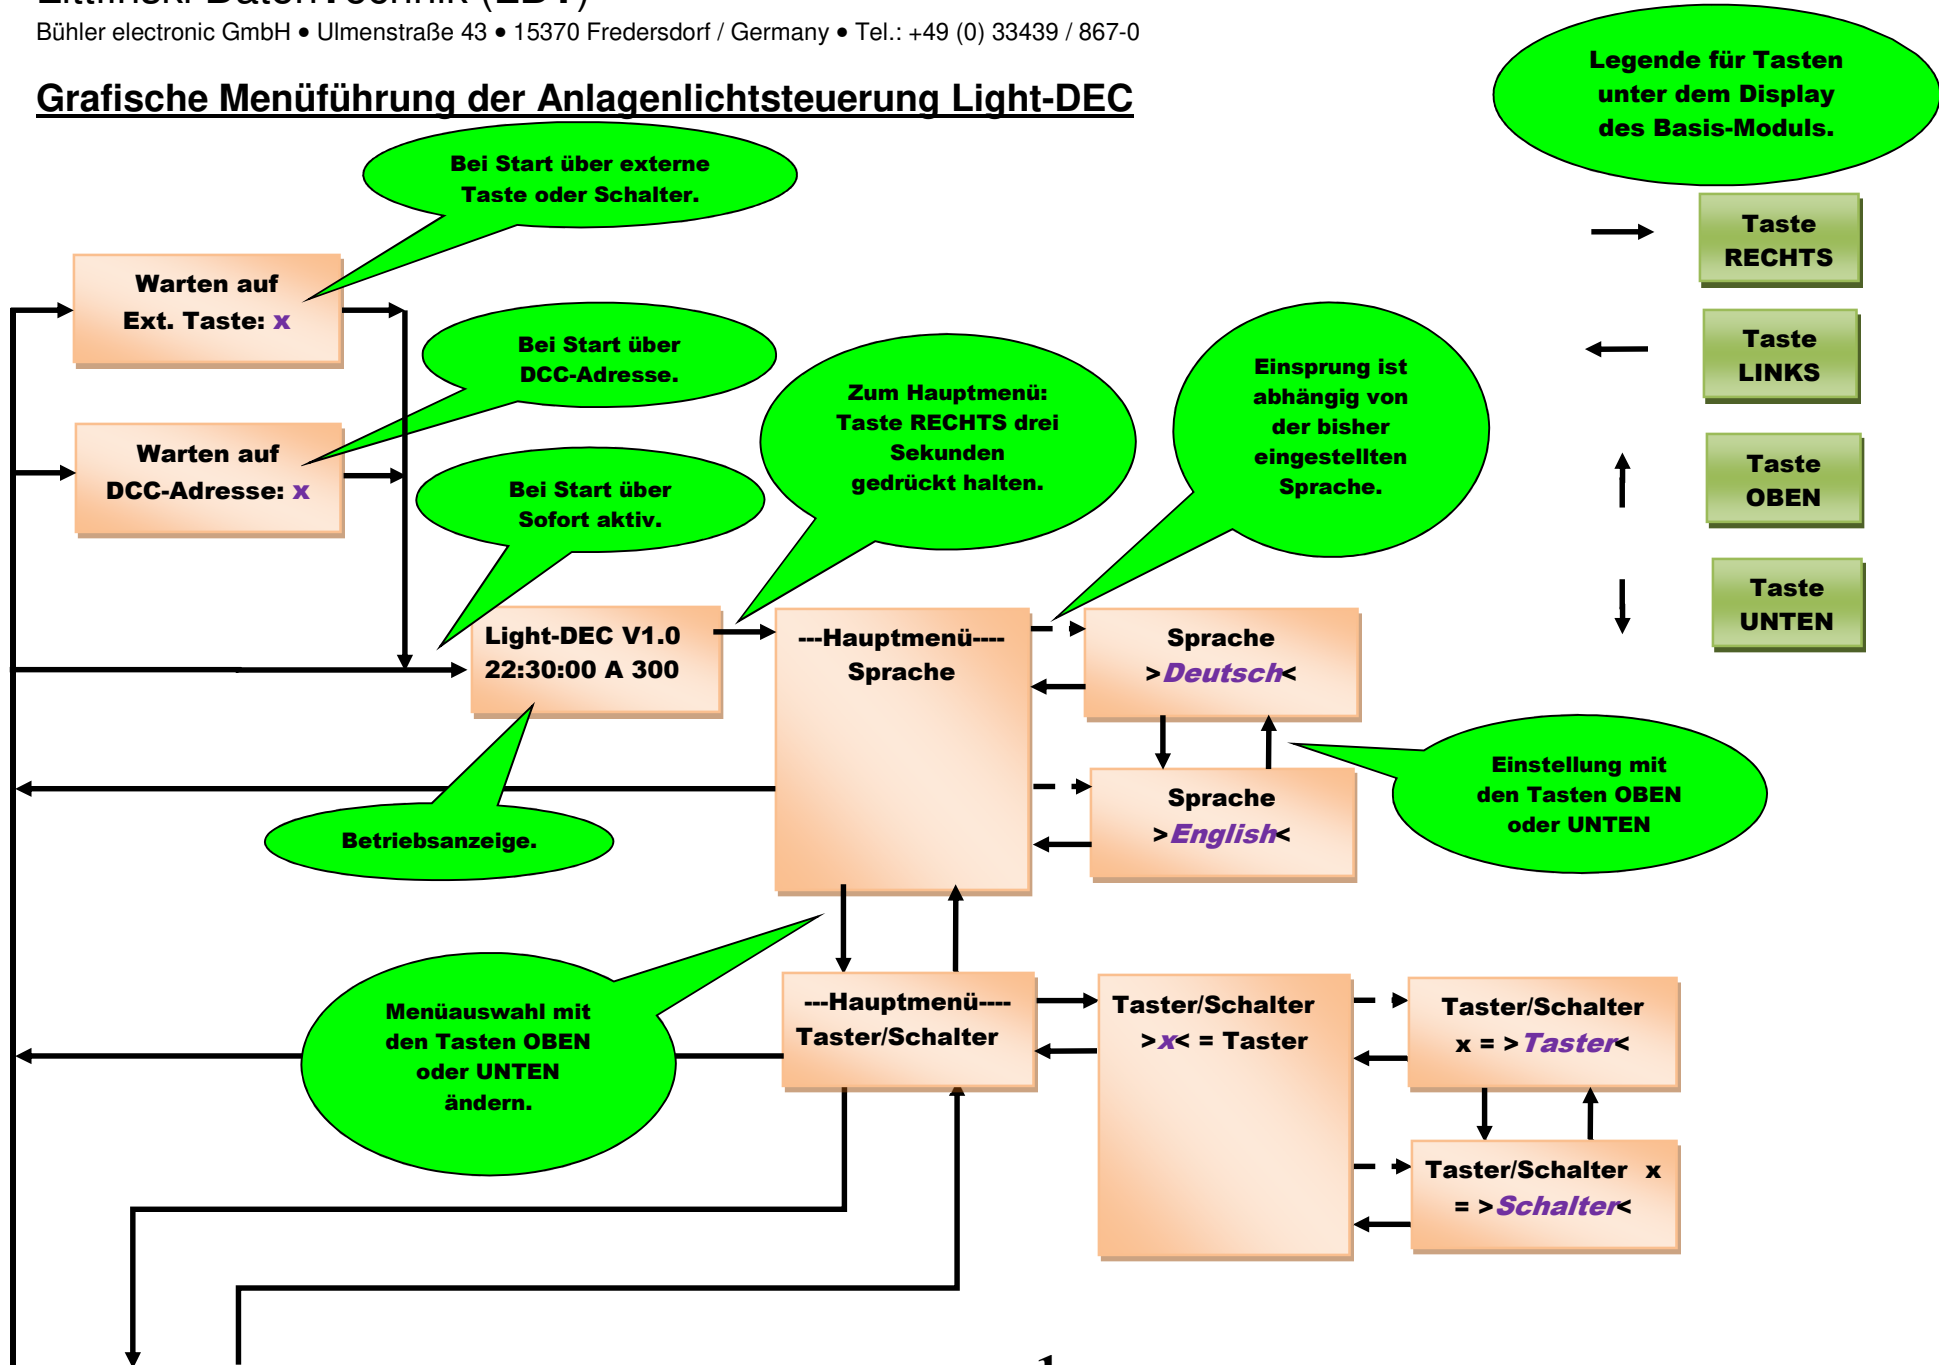 Bühler electronic GmbH • Ulmenstraße 43 • 15370 Fredersdorf / Germany • Tel.: +49 (0) 33439 / 867-0
Grafische Menüführung der Anlagenlichtsteuerung Light-DEC
Legende für Tasten
unter dem Display
des Basis-Moduls.
Bei Start über externe
Taste oder Schalter.
Taste
RECHTS
Warten auf
Ext. Taste: x
Taste
LINKS
Bei Start über
DCC-Adresse.
Zum Hauptmenü:
Taste RECHTS drei
Sekunden
gedrückt halten.
Einsprung ist
abhängig von
der bisher
eingestellten
Sprache.
Warten auf
DCC-Adresse: x
Taste
OBEN
Bei Start über
Sofort aktiv.
Taste
UNTEN
Light-DEC V1.0
22:30:00 A 300
---Hauptmenü----
Sprache
Sprache
>Deutsch<
Einstellung mit
den Tasten OBEN
oder UNTEN
Sprache
>English<
Betriebsanzeige.
Menüauswahl mit
den Tasten OBEN
oder UNTEN
ändern.
---Hauptmenü----
Taster/Schalter
Taster/Schalter
>x< = Taster
Taster/Schalter
x = >Taster<
Taster/Schalter x
= >Schalter<